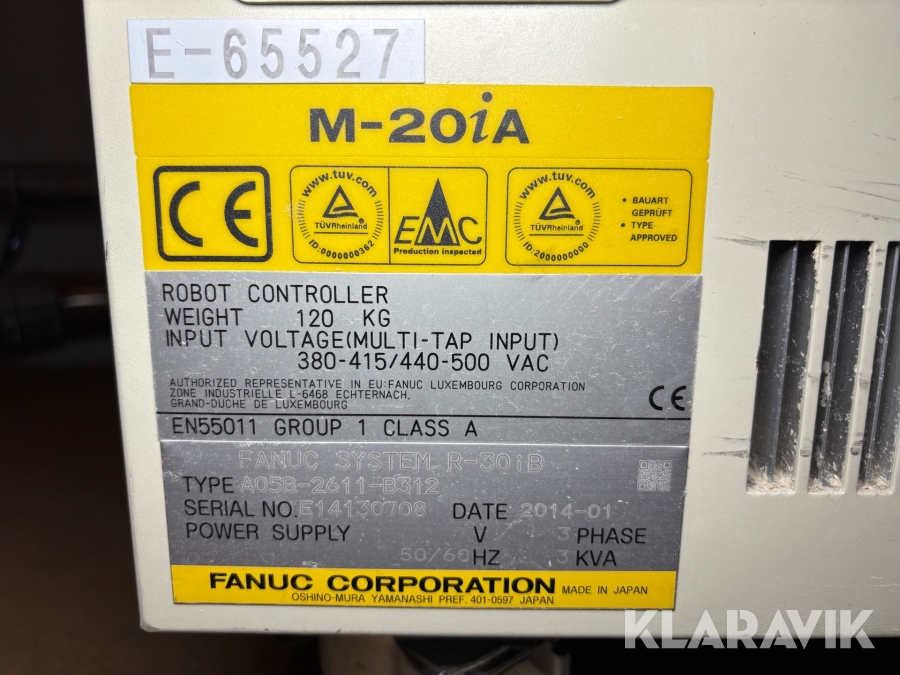 E-65527
M-20iA
CE
www.tuv.com
TÜVRheinland
ID:0000000362
EMC
Production inspected
www.tuv.com
TÜVRheinland
ID:2000000000
• BAUART
GEPRÜFT
• TYPE
APPROVED
ROBOT CONTROLLER
WEIGHT 120 KG
INPUT VOLTAGE(MULTI-TAP INPUT)
380-415/440-500 VAC
AUTHORIZED REPRESENTATIVE IN EU:FANUC LUXEMBOURG CORPORATION
ZONE INDUSTRIELLE L-6468 ECHTERNACH,
GRAND-DUCHE DE LUXEMBOURG
CE
EN55011 GROUP 1 CLASS A
FANUC SYSTEM R-30iB
TYPE A05B-2611-B312
SERIAL NO. E14130708 DATE 2014-01
POWER SUPPLY V 3 PHASE
50/60 HZ 3 KVA
FANUC CORPORATION MADE IN JAPAN
OSHINO-MURA YAMANASHI PREF. 401-0597 JAPAN
KLARAVIK